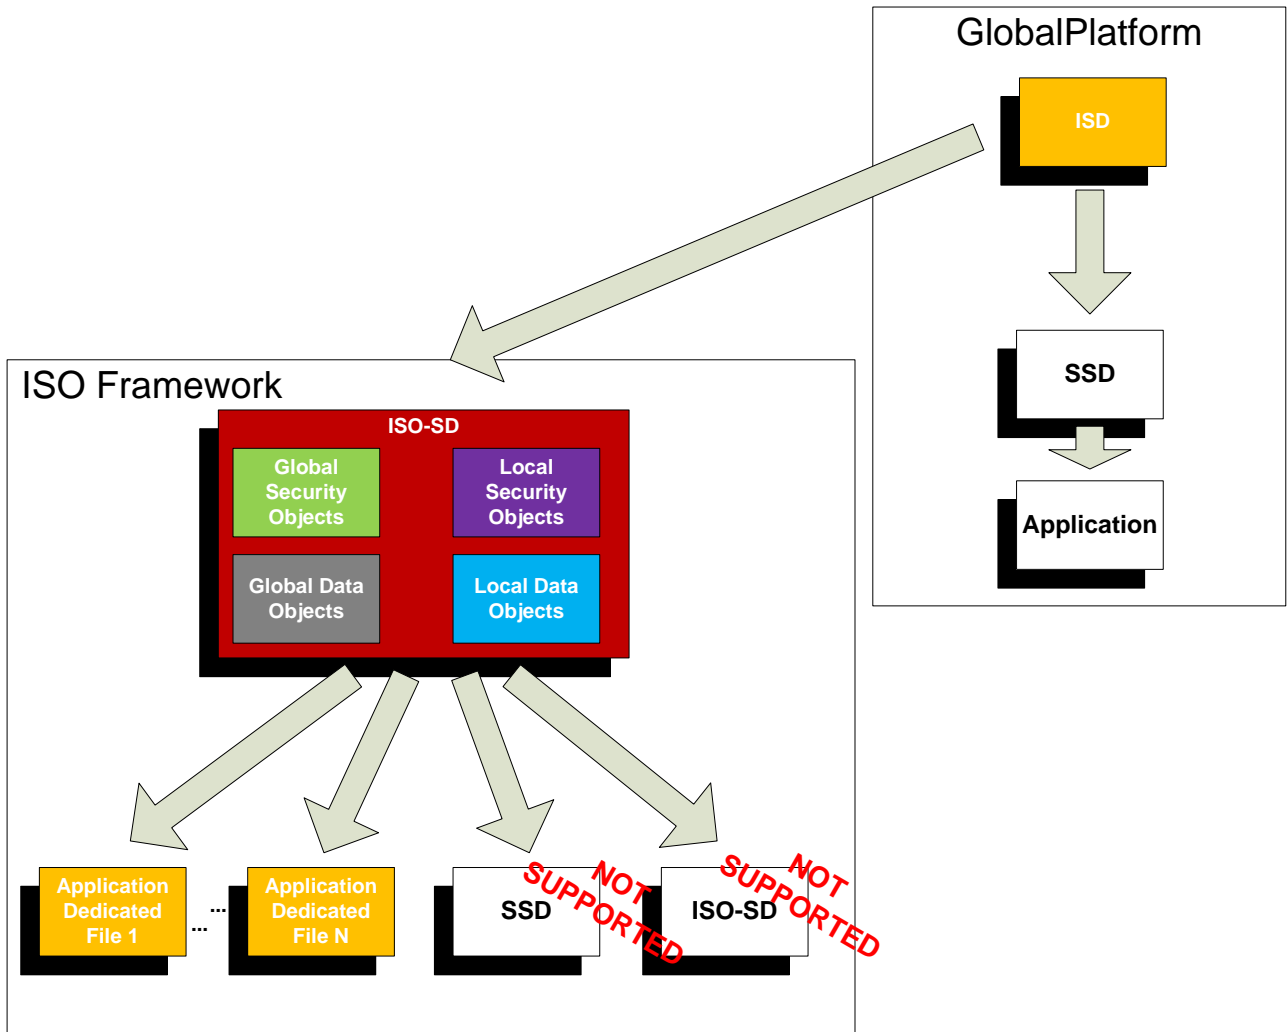 GlobalPlatform
ISD
SSD
Application
ISO Framework
ISO-SD
Global
Security
Objects
Local
Security
Objects
Global Data
Objects
Local Data
Objects
Application
Dedicated
File 1
...
...
Application
Dedicated
File N
SSD
NOT
SUPPORTED
ISO-SD
NOT
SUPPORTED